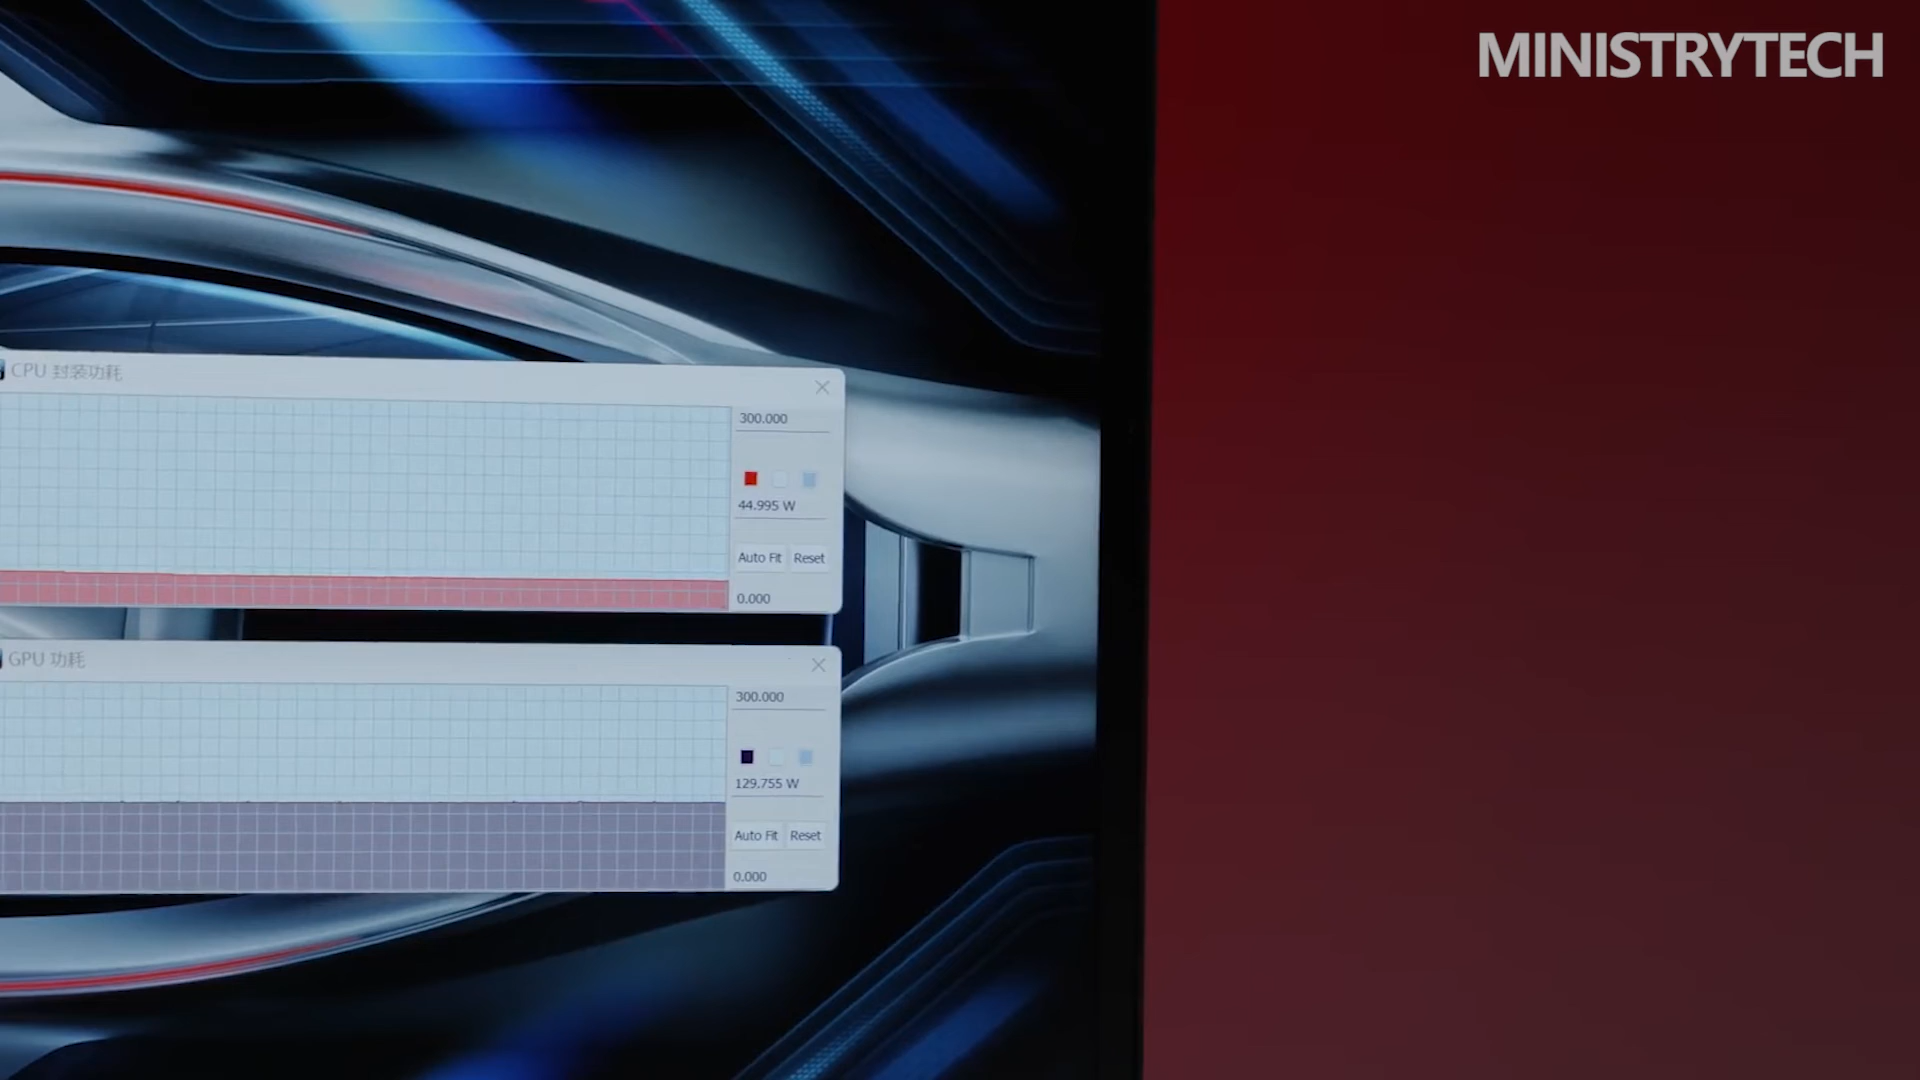 MINISTRYTECH
CPU 封装功耗
300.000
44.995 W
Auto Fit Reset
0.000
GPU 功耗
300.000
129.755 W
Auto Fit Reset
0.000